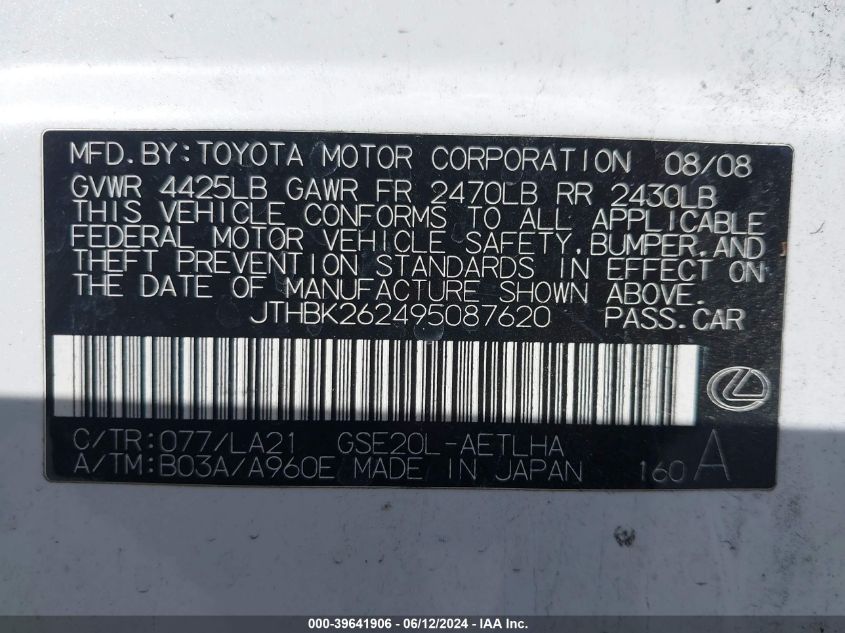 MFD.BY:TOYOTA MOTOR CORPORATION 08/08
GVWR 4425LB GAWR FR 2470LB RR 2430LB
THIS VEHICLE CONFORMS TO ALL APPLICABLE
FEDERAL MOTOR VEHICLE SAFETY,BUMPER,AND
THEFT PREVENTION STANDARDS IN EFFECT ON
THE DATE OF MANUFACTURE SHOWN ABOVE.
JTHBK262495087620 PASS.CAR
C/TR:077/LA21 GSE20L-AETLHA
A/TM:B03A/A960E MADE IN JAPAN 160 A
000-39641906 - 06/12/2024 - IAA Inc.